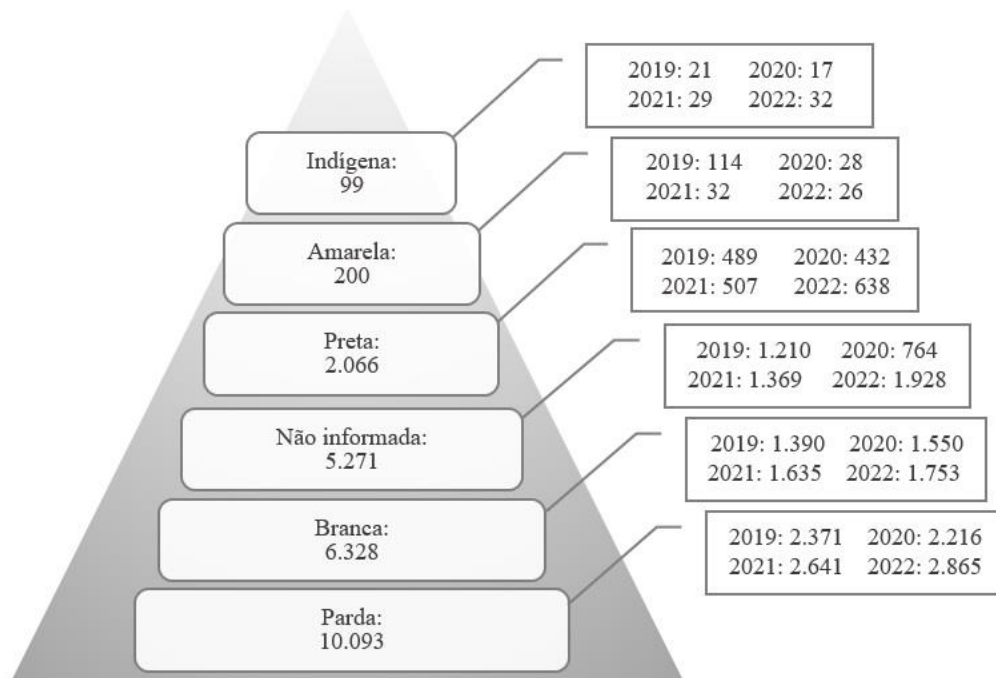 2019: 21 2020: 17
2021: 29 2022: 32
Indígena:
99
2019: 114 2020: 28
2021: 32 2022: 26
Amarela:
200
2019: 489 2020: 432
2021: 507 2022: 638
Preta:
2.066
2019: 1.210 2020: 764
2021: 1.369 2022: 1.928
Não informada:
5.271
2019: 1.390 2020: 1.550
2021: 1.635 2022: 1.753
Branca:
6.328
2019: 2.371 2020: 2.216
2021: 2.641 2022: 2.865
Parda:
10.093